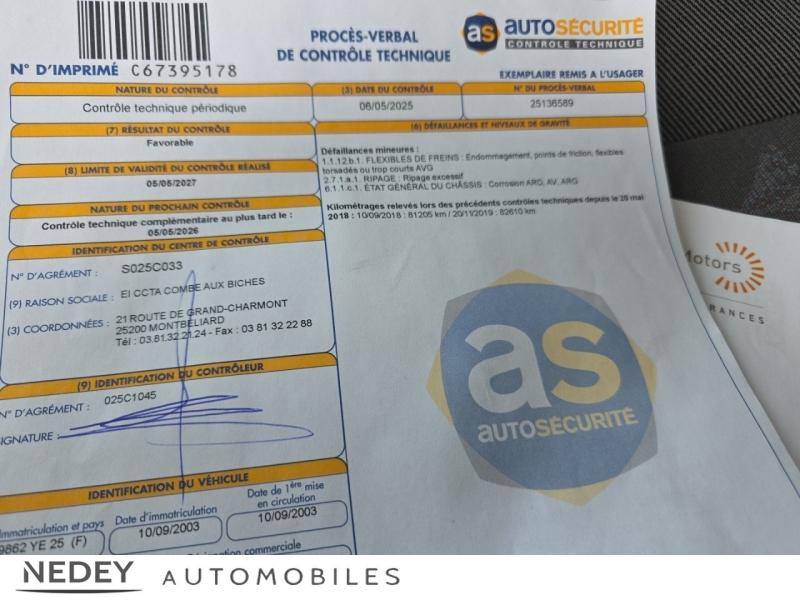 PROCÈS-VERBAL
DE CONTRÔLE TECHNIQUE
as AUTOSÉCURITÉ
CONTROLE TECHNIQUE
N° D'IMPRIMÉ C67395178
EXEMPLAIRE REMIS A L'USAGER
NATURE DU CONTRÔLE
Contrôle technique périodique
(3) DATE DU CONTRÔLE
06/05/2025
N° DU PROCÈS-VERBAL
25136589
(7) RÉSULTAT DU CONTRÔLE
Favorable
(8) LIMITE DE VALIDITÉ DU CONTRÔLE RÉALISÉ
05/05/2027
NATURE DU PROCHAIN CONTRÔLE
Contrôle technique complémentaire au plus tard le :
05/05/2026
(6) DÉFAILLANCES ET NIVEAUX DE GRAVITÉ
Défaillances mineures :
1.1.12.b.1. FLEXIBLES DE FREINS : Endommagement, points de friction, flexibles
torsadés ou trop courts AVG
2.7.1.a.1. RIPAGE : Ripage excessif
6.1.1.c.1. ÉTAT GÉNÉRAL DU CHÂSSIS : Corrosion ARD, AV, ARG
Kilométrages relevés lors des précédents contrôles techniques depuis le 20 mai
2018 : 10/09/2018 : 81205 km / 20/11/2019 : 82610 km
IDENTIFICATION DU CENTRE DE CONTRÔLE
N° D'AGRÉMENT : S025C033
(9) RAISON SOCIALE : EI CCTA COMBE AUX BICHES
(3) COORDONNÉES : 21 ROUTE DE GRAND-CHARMONT
25200 MONTBÉLIARD
Tél : 03.81.32.21.24 - Fax : 03 81 32 22 88
(9) IDENTIFICATION DU CONTRÔLEUR
N° D'AGRÉMENT : 025C1045
SIGNATURE :
IDENTIFICATION DU VÉHICULE
Immatriculation et pays
9862 YE 25 (F)
Date d'immatriculation
10/09/2003
Date de 1ère mise
en circulation
10/09/2003
commerciale
as
AUTOSÉCURITÉ
Motors
RANCES
NEDEY AUTOMOBILES